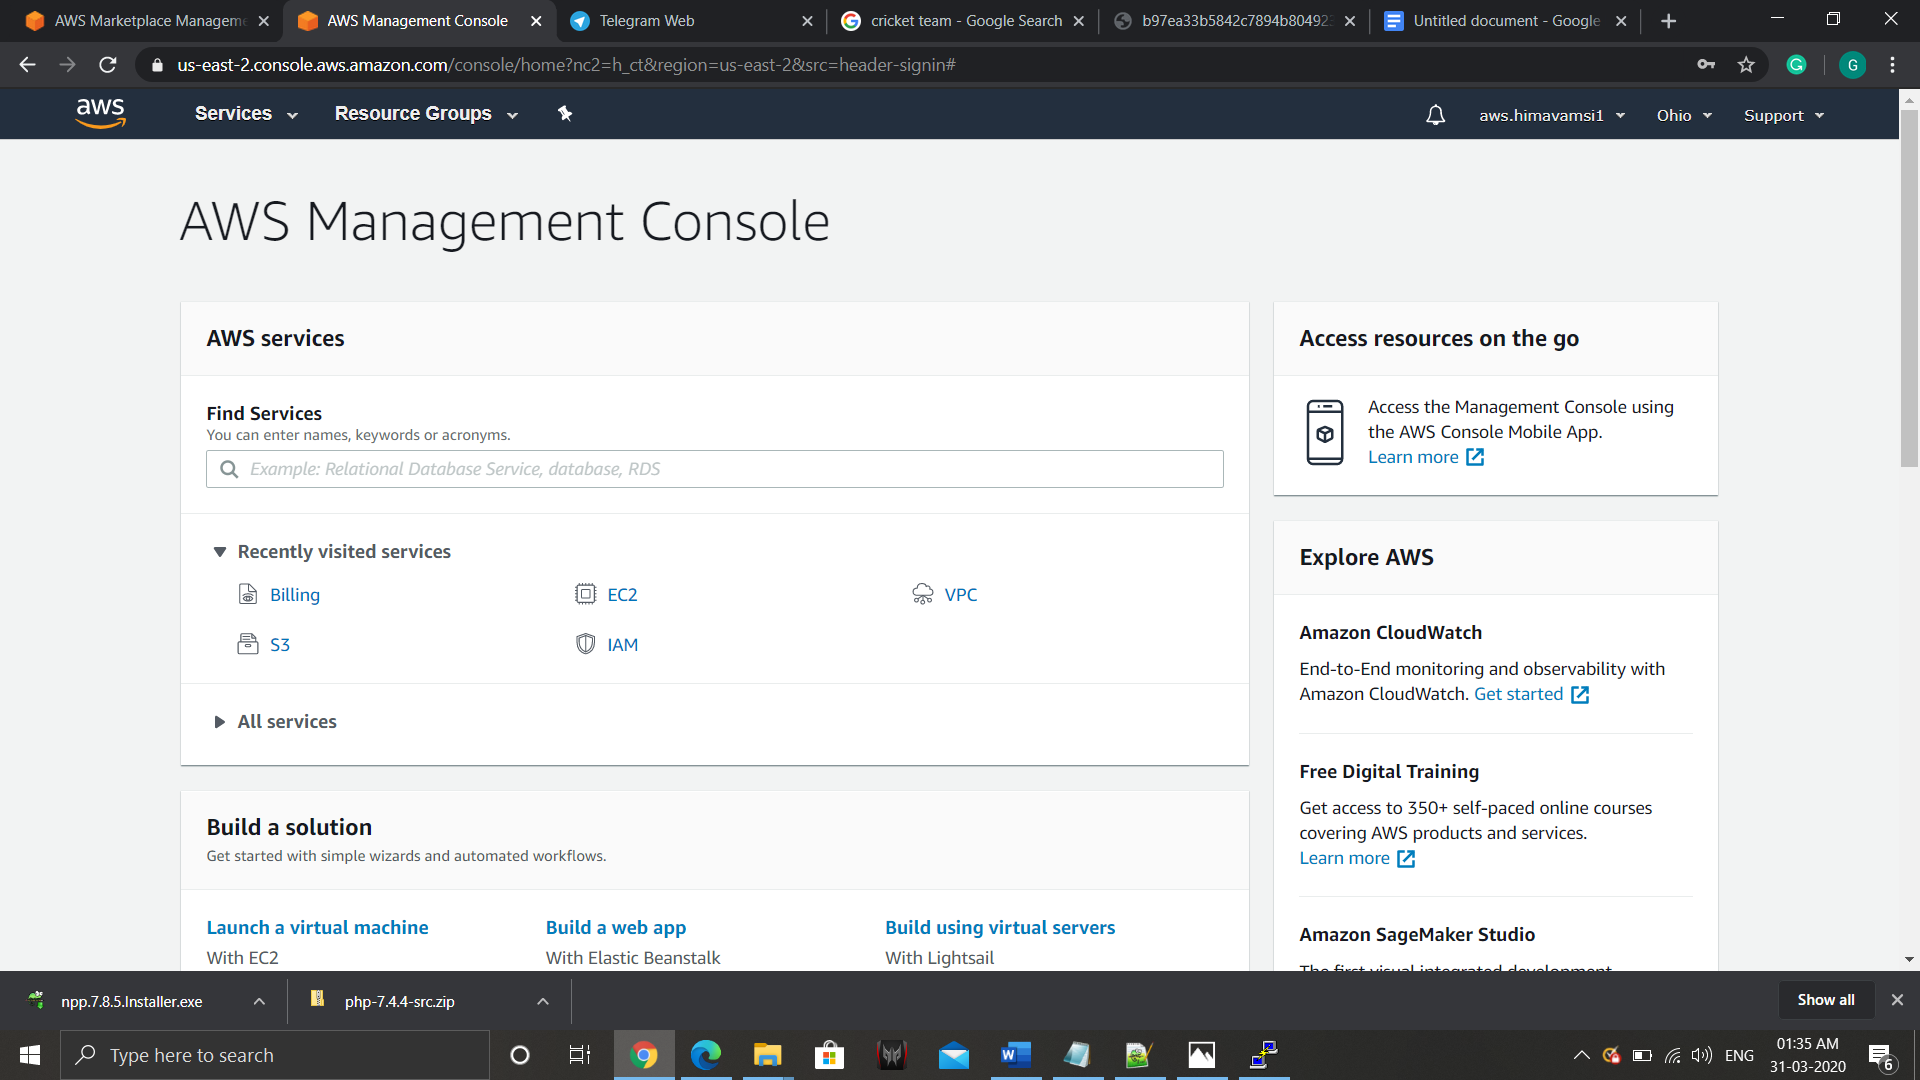 AWS Marketplace Manageme
AWS Management Console
Telegram Web
cricket team - Google Search
b97ea33b5842c7894b80492
Untitled document - Google
us-east-2.console.aws.amazon.com/console/home?nc2=h_ct&region=us-east-2&src=header-signin#
G
aws
Services
Resource Groups
aws.himavamsi1
Ohio
Support
AWS Management Console
AWS services
Find Services
You can enter names, keywords or acronyms.
Example: Relational Database Service, database, RDS
Recently visited services
Billing
EC2
VPC
S3
IAM
All services
Build a solution
Get started with simple wizards and automated workflows.
Launch a virtual machine
With EC2
Build a web app
With Elastic Beanstalk
Build using virtual servers
With Lightsail
Access resources on the go
Access the Management Console using
the AWS Console Mobile App.
Learn more
Explore AWS
Amazon CloudWatch
End-to-End monitoring and observability with
Amazon CloudWatch. Get started
Free Digital Training
Get access to 350+ self-paced online courses
covering AWS products and services.
Learn more
Amazon SageMaker Studio
The first visual integrated development
npp.7.8.5.Installer.exe
php-7.4.4-src.zip
Show all
Type here to search
ENG
01:35 AM
31-03-2020
6